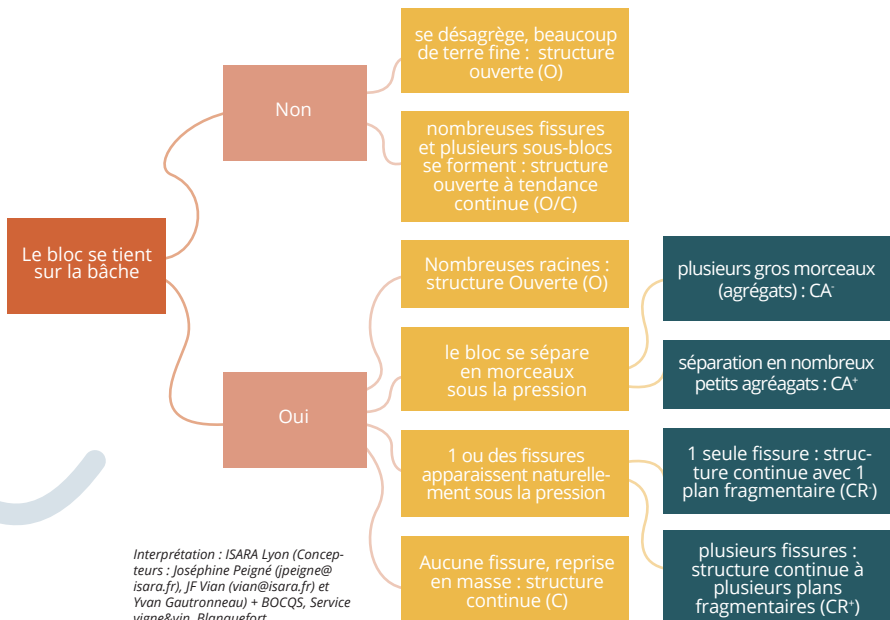 Le bloc se tient
sur la bâche
Non
se désagrège, beaucoup
de terre fine : structure
ouverte (O)
nombreuses fissures
et plusieurs sous-blocs
se forment : structure
ouverte à tendance
continue (O/C)
Oui
Nombreuses racines :
structure Ouverte (O)
le bloc se sépare
en morceaux
sous la pression
plusieurs gros morceaux
(agrégats) : CA⁻
séparation en nombreux
petits agréagats : CA⁺
1 ou des fissures
apparaissent naturelle-
ment sous la pression
1 seule fissure : struc-
ture continue avec 1
plan fragmentaire (CR⁻)
plusieurs fissures :
structure continue à
plusieurs plans
fragmentaires (CR⁺)
Aucune fissure, reprise
en masse : structure
continue (C)
Interprétation : ISARA Lyon (Concep-
teurs : Joséphine Peigné (jpeigne@
isara.fr), JF Vian (vian@isara.fr) et
Yvan Gautronneau) + BOCQS, Service
vigne&vin, Blanquefort